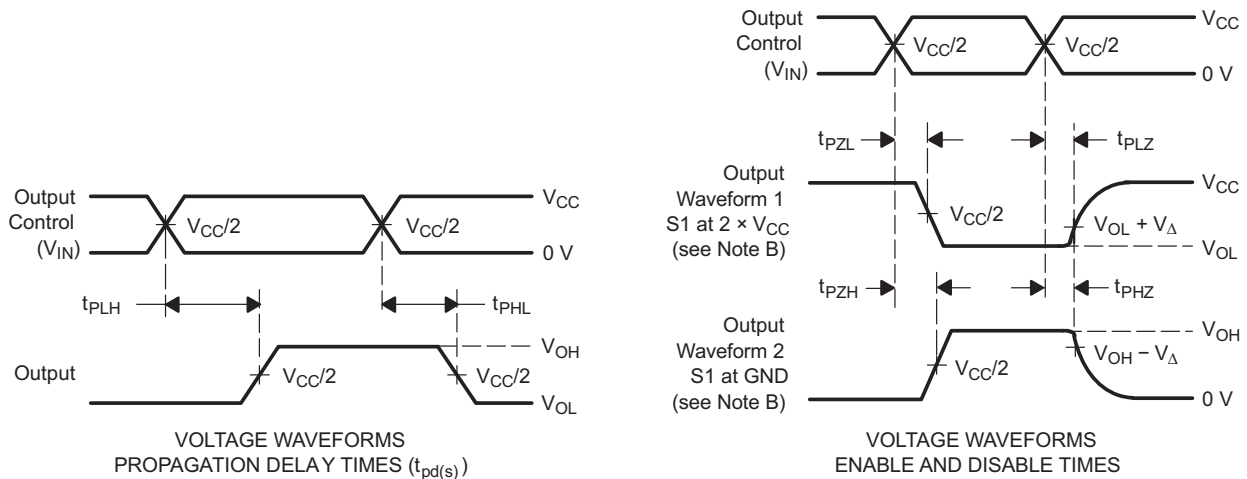 Output
Control
(VIN)
VCC
VCC/2
VCC/2
0 V
tPLH
tPHL
Output
VOH
VCC/2
VCC/2
VOL
VOLTAGE WAVEFORMS
PROPAGATION DELAY TIMES (tpd(s))
Output
Control
(VIN)
VCC
VCC/2
VCC/2
0 V
tPZL
tPLZ
Output
Waveform 1
S1 at 2 × VCC
(see Note B)
VCC
VCC/2
VOL + VΔ
VOL
tPZH
tPHZ
Output
Waveform 2
S1 at GND
(see Note B)
VOH
VCC/2
VOH − VΔ
0 V
VOLTAGE WAVEFORMS
ENABLE AND DISABLE TIMES